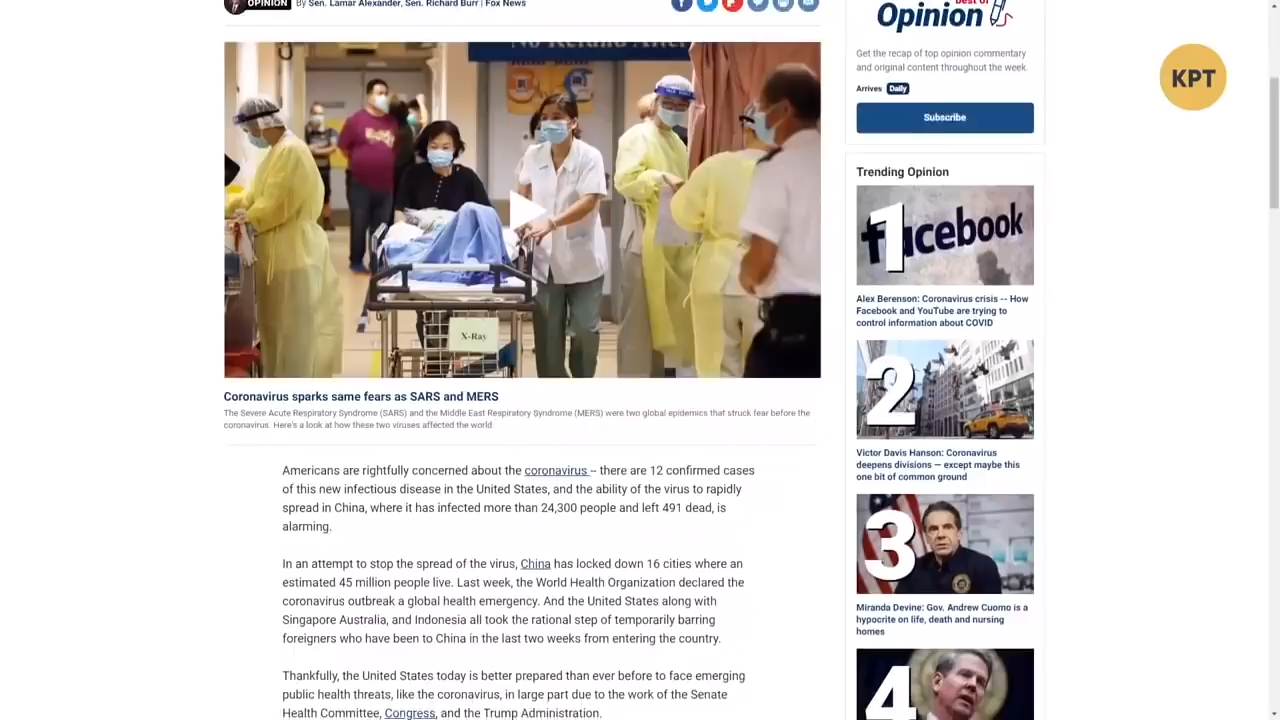 OPINION By Sen. Lamar Alexander, Sen. Richard Burr | Fox News
Best of
Opinion
Get the recap of top opinion commentary
and original content throughout the week.
Arrives Daily
Subscribe
KPT
No Refund After
X-Ray
Coronavirus sparks same fears as SARS and MERS
The Severe Acute Respiratory Syndrome (SARS) and the Middle East Respiratory Syndrome (MERS) were two global epidemics that struck fear before the
coronavirus. Here's a look at how these two viruses affected the world
Americans are rightfully concerned about the coronavirus -- there are 12 confirmed cases
of this new infectious disease in the United States, and the ability of the virus to rapidly
spread in China, where it has infected more than 24,300 people and left 491 dead, is
alarming.
In an attempt to stop the spread of the virus, China has locked down 16 cities where an
estimated 45 million people live. Last week, the World Health Organization declared the
coronavirus outbreak a global health emergency. And the United States along with
Singapore Australia, and Indonesia all took the rational step of temporarily barring
foreigners who have been to China in the last two weeks from entering the country.
Thankfully, the United States today is better prepared than ever before to face emerging
public health threats, like the coronavirus, in large part due to the work of the Senate
Health Committee, Congress, and the Trump Administration.
Trending Opinion
1
facebook
Alex Berenson: Coronavirus crisis -- How
Facebook and YouTube are trying to
control information about COVID
2
Victor Davis Hanson: Coronavirus
deepens divisions — except maybe this
one bit of common ground
3
Miranda Devine: Gov. Andrew Cuomo is a
hypocrite on life, death and nursing
homes
4